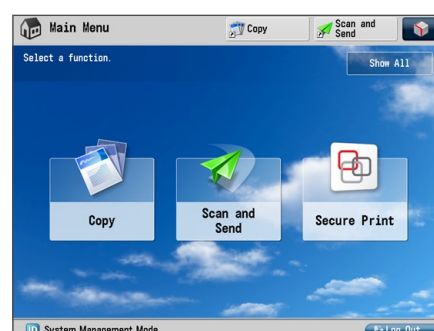 Main Menu
Copy
Scan and
Send
Select a function.
Show All
Copy
Scan and
Send
Secure Print
ID System Management Mode
Log Out